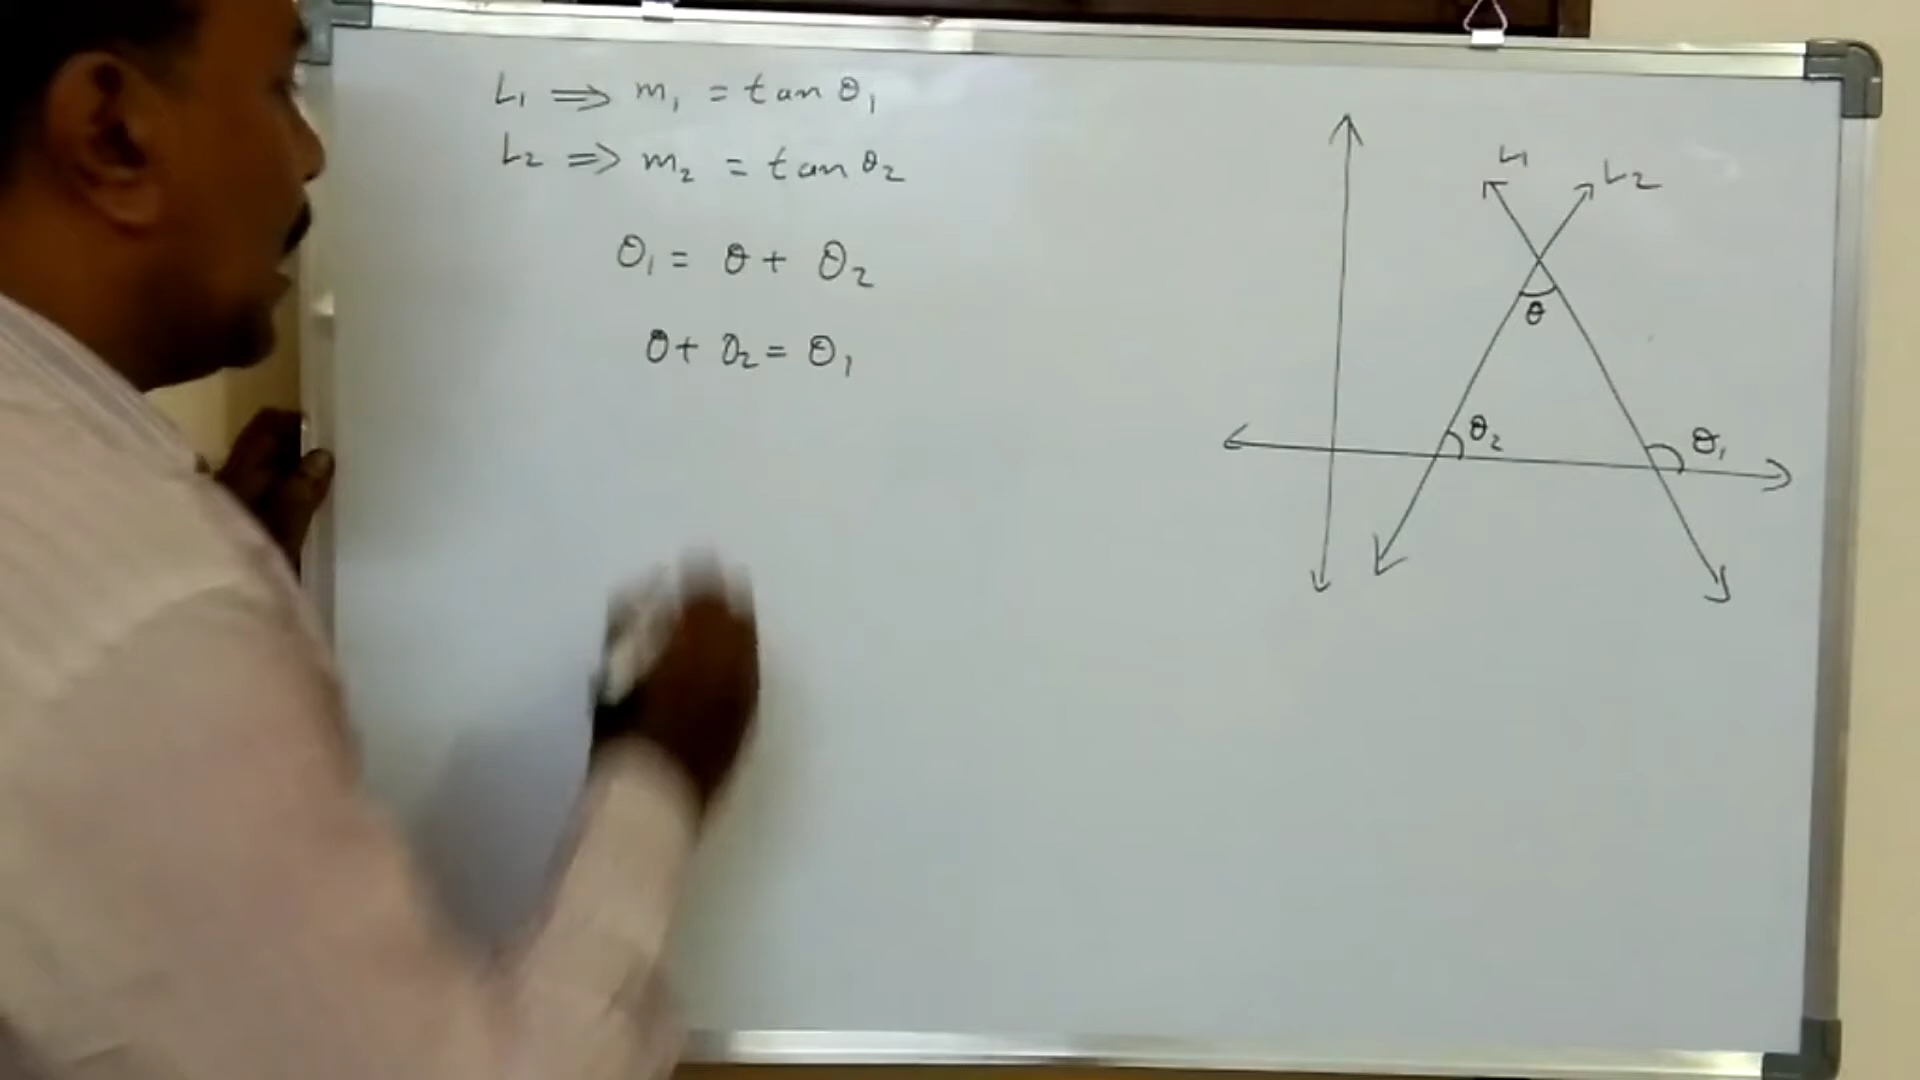 L₁ ⇒ m₁ = tan θ₁
L₂ ⇒ m₂ = tan θ₂
θ₁ = θ + θ₂
θ + θ₂ = θ₁
L₁
L₂
θ
θ₂
θ₁